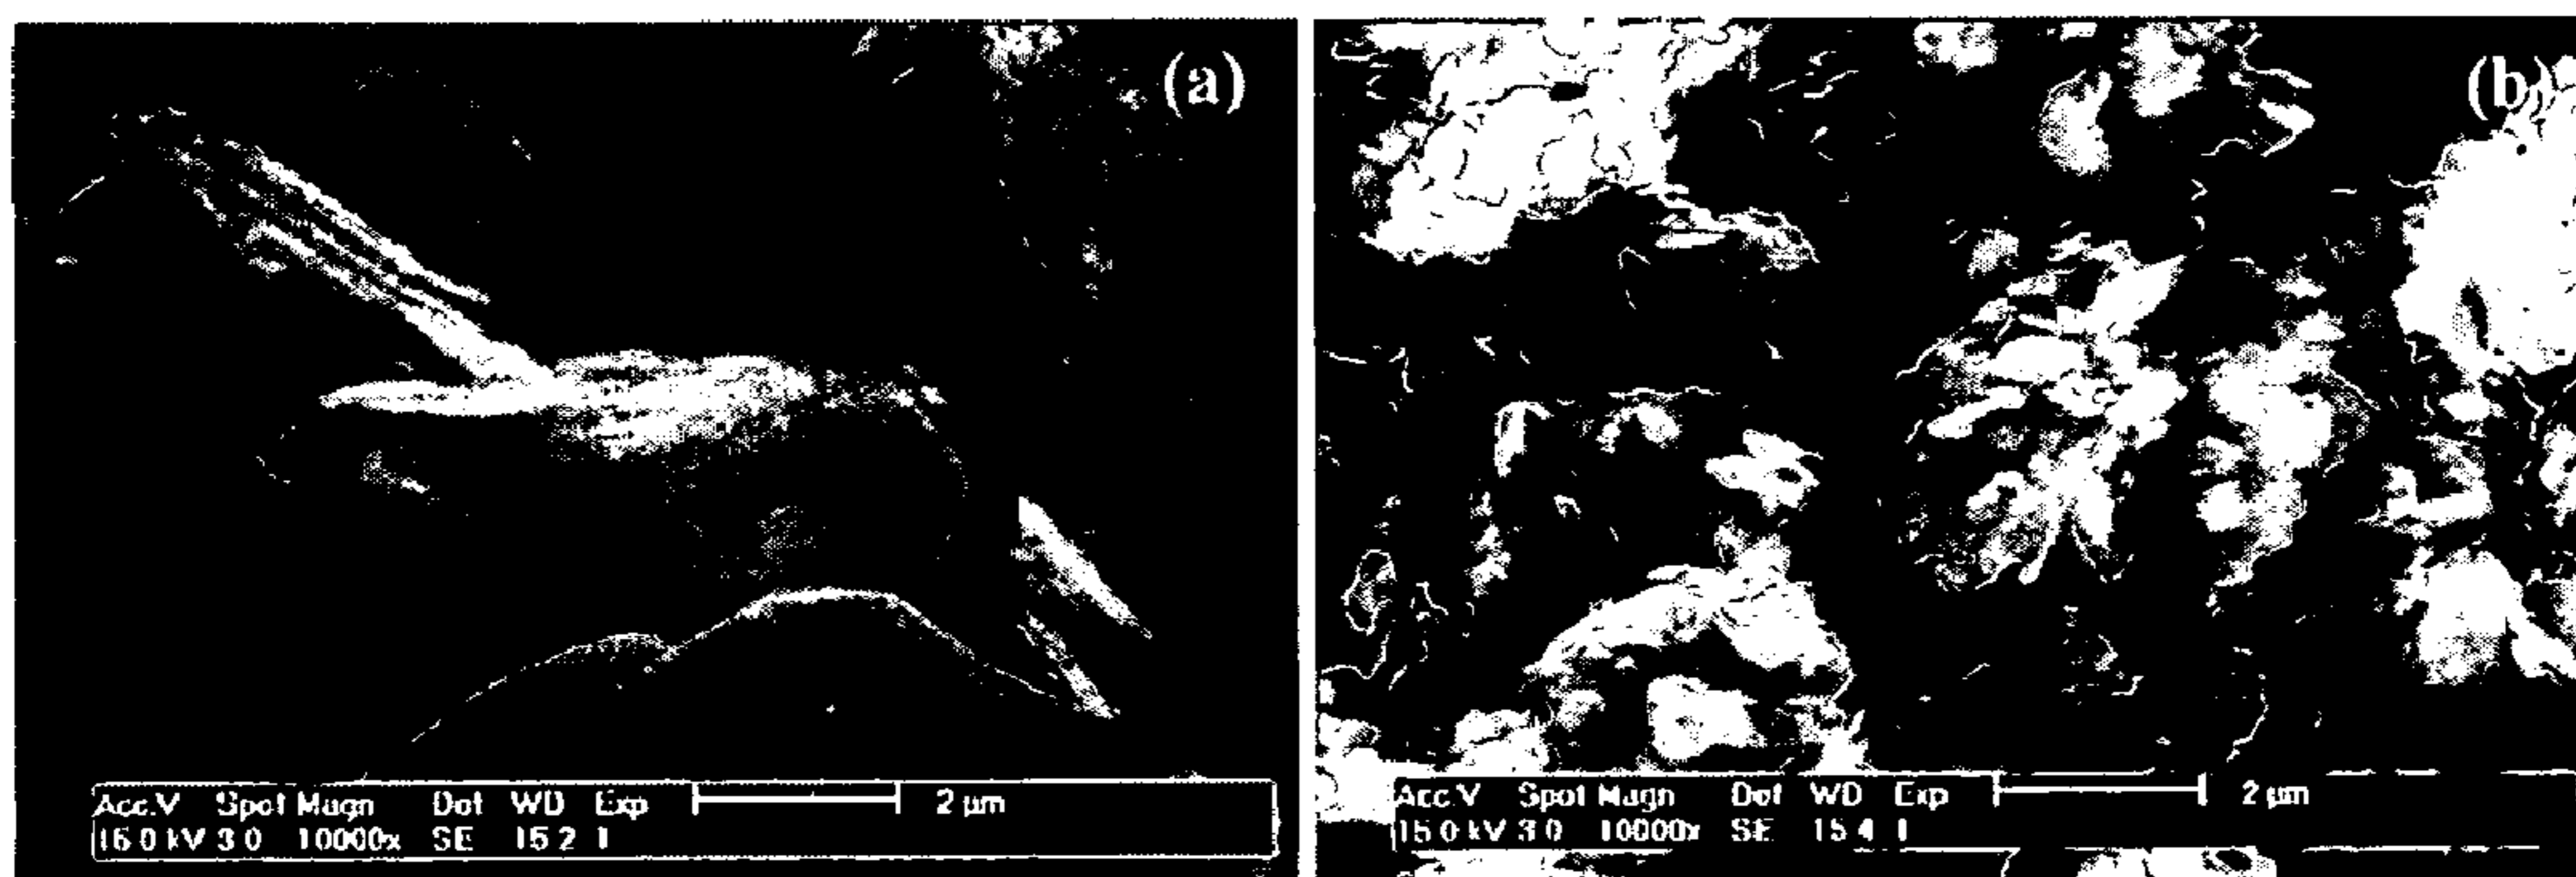 (a)
(b)
Acc.V Spot Magn Det WD Exp 2 µm
15.0 kV 3.0 10000x SE 15.2 1
Acc.V Spot Magn Det WD Exp 2 µm
15.0 kV 3.0 10000x SE 15.4 1